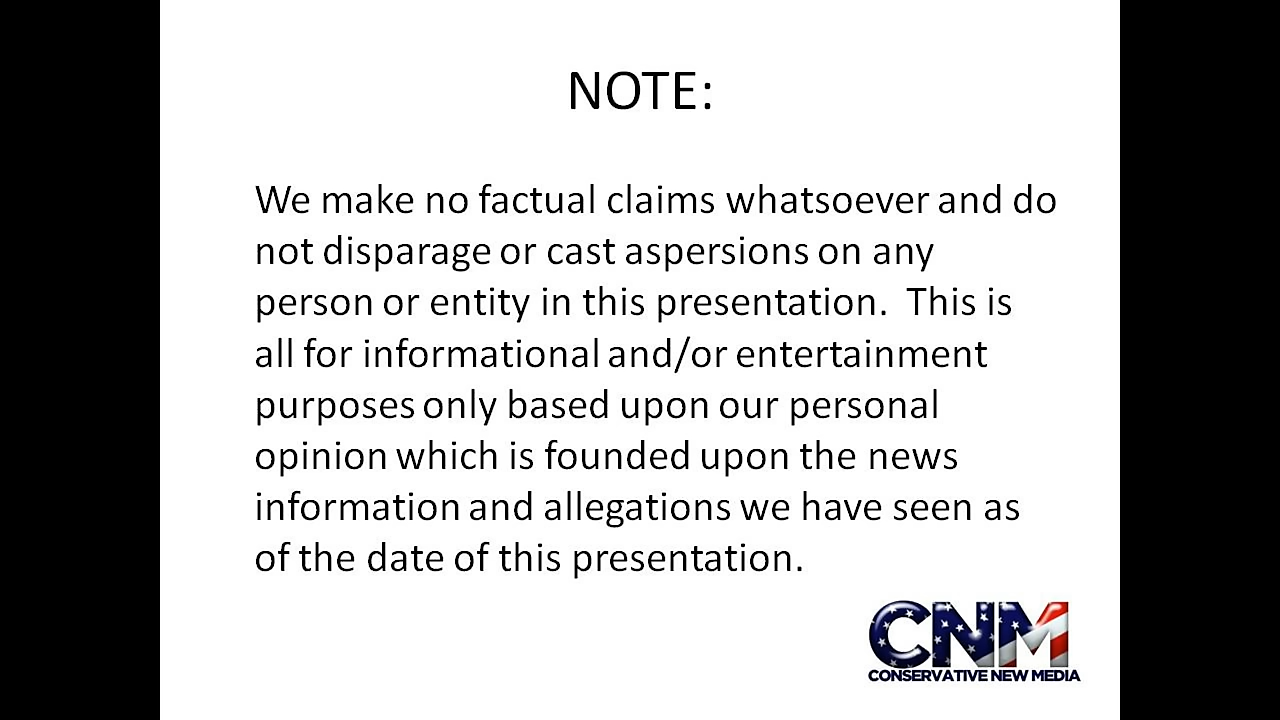 NOTE:
We make no factual claims whatsoever and do
not disparage or cast aspersions on any
person or entity in this presentation.  This is
all for informational and/or entertainment
purposes only based upon our personal
opinion which is founded upon the news
information and allegations we have seen as
of the date of this presentation.
CNM
CONSERVATIVE NEW MEDIA